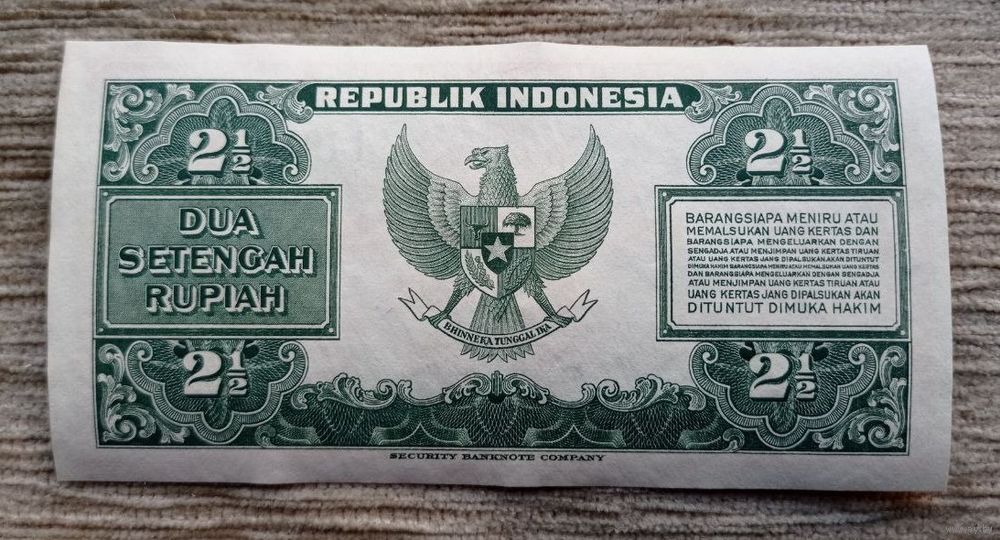 REPUBLIK INDONESIA
2½
2½
DUA
SETENGAH
RUPIAH
BARANGSIAPA MENIRU ATAU
MEMALSUKAN UANG KERTAS DAN
BARANGSIAPA MENGELUARKAN DENGAN
SENGADJA ATAU MENJIMPAN UANG KERTAS TIRUAN
ATAU UANG KERTAS JANG DIPALSUKAN AKAN DITUNTUT
DIMUKA HAKIM BARANGSIAPA MENIRU ATAU MEMALSUKAN UANG KERTAS
DAN BARANGSIAPA MENGELUARKAN DENGAN SENGADJA
ATAU MENJIMPAN UANG KERTAS TIRUAN ATAU
UANG KERTAS JANG DIPALSUKAN AKAN
DITUNTUT DIMUKA HAKIM
BHINNEKA TUNGGAL IKA
2½
2½
SECURITY BANKNOTE COMPANY